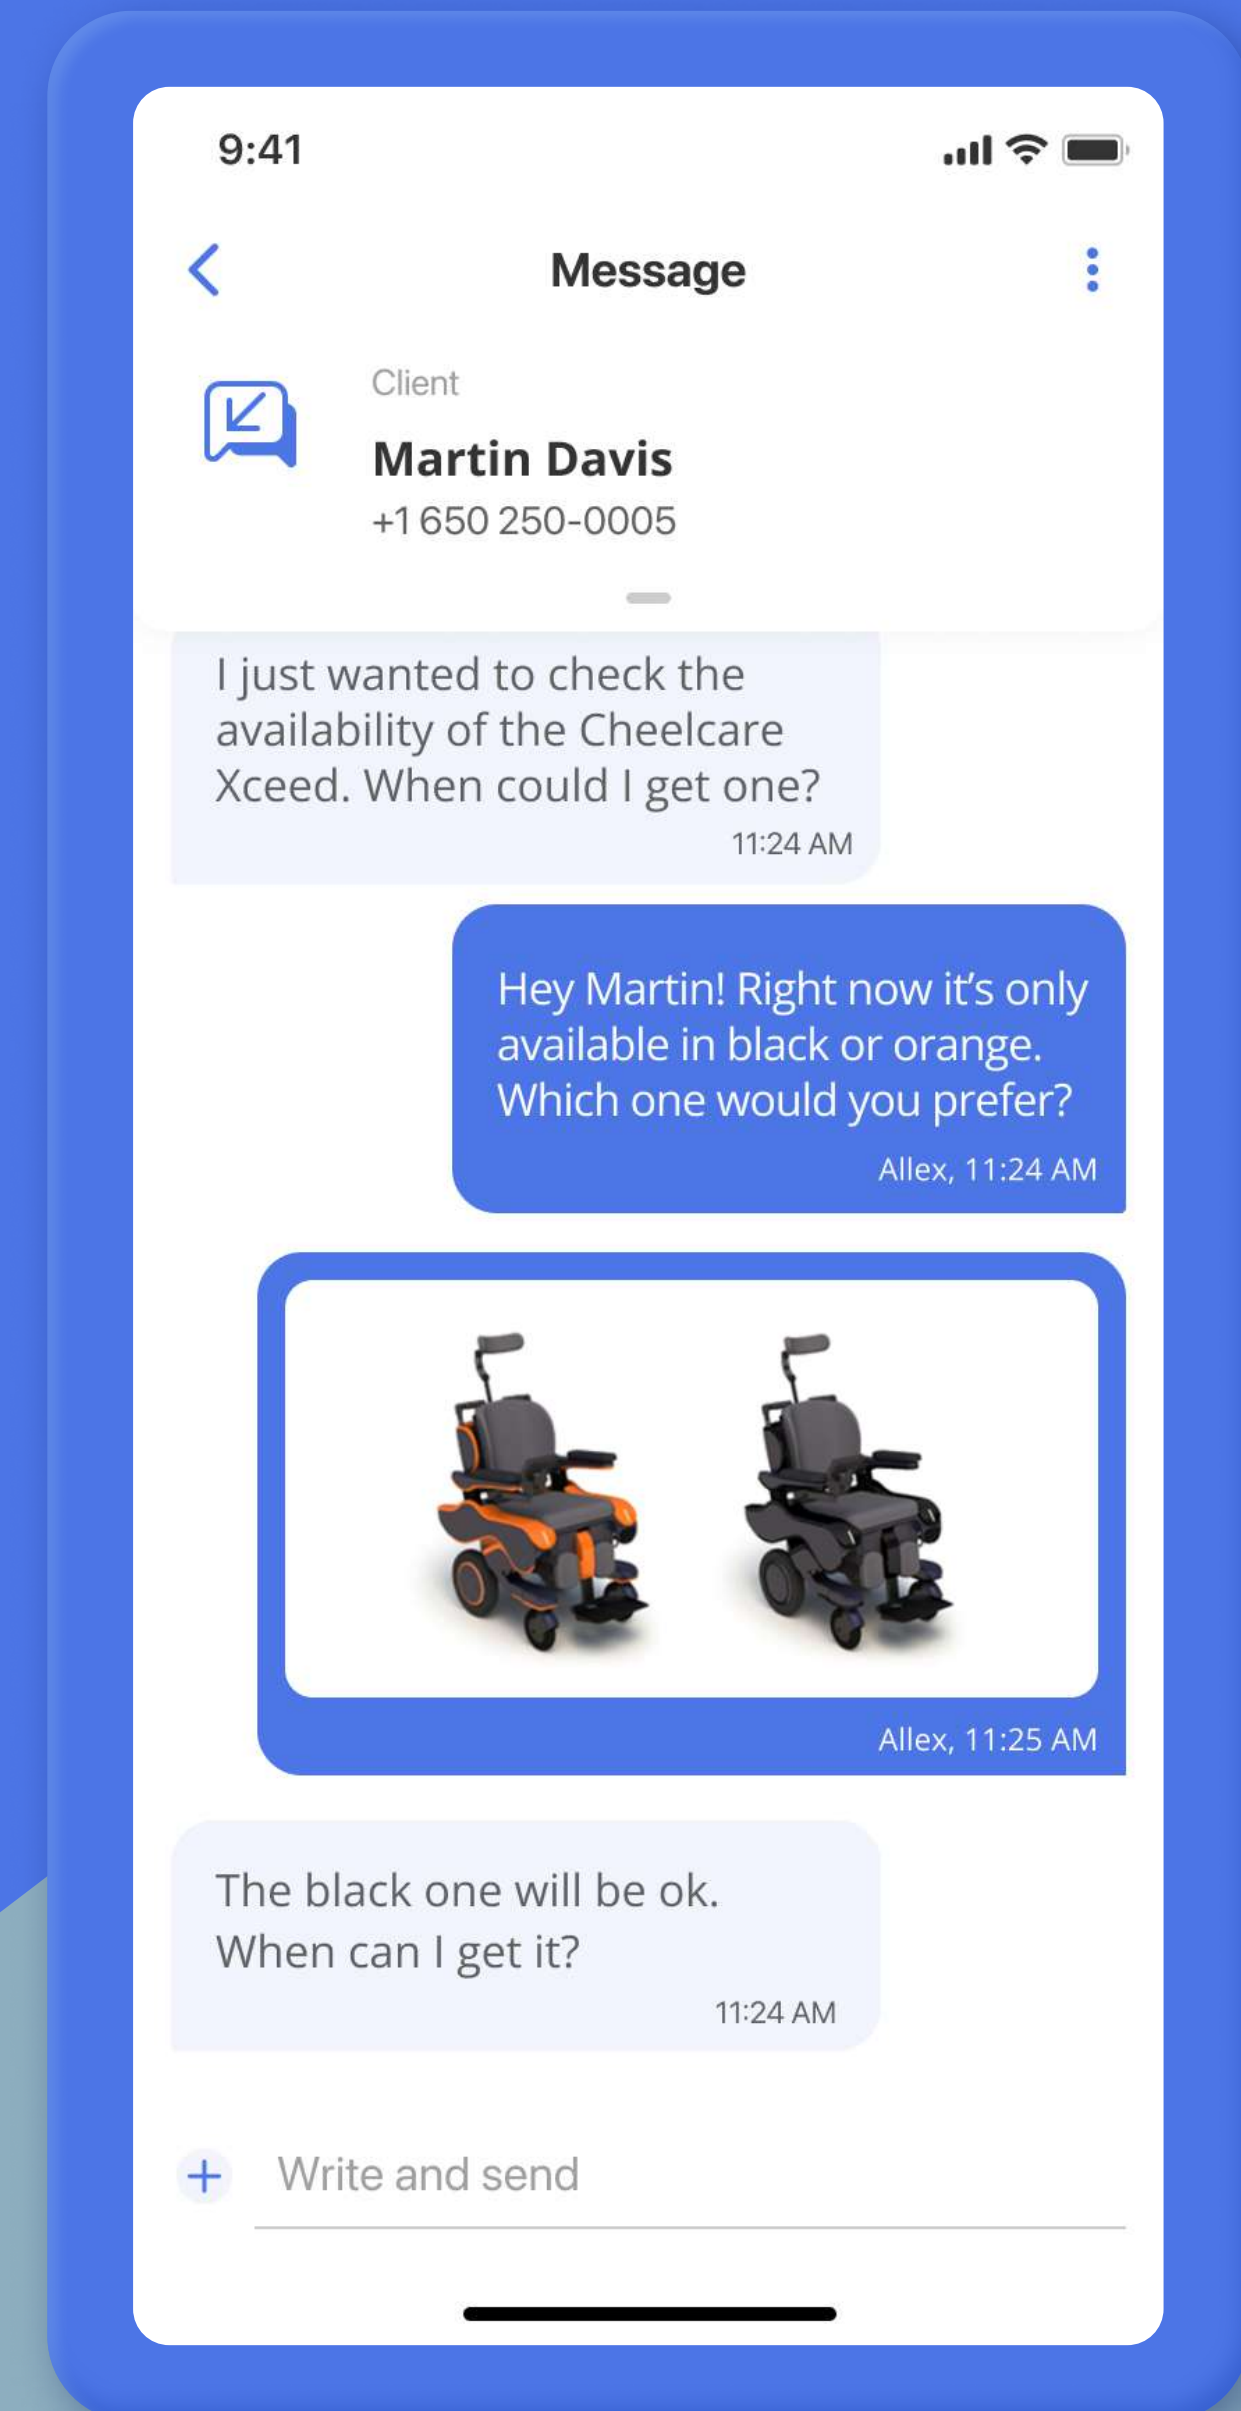 9:41
Message
Client
Martin Davis
+1 650 250-0005
I just wanted to check the
availability of the Cheelcare
Xceed. When could I get one?
11:24 AM
Hey Martin! Right now it’s only
available in black or orange.
Which one would you prefer?
Allex, 11:24 AM
Allex, 11:25 AM
The black one will be ok.
When can I get it?
11:24 AM
Write and send